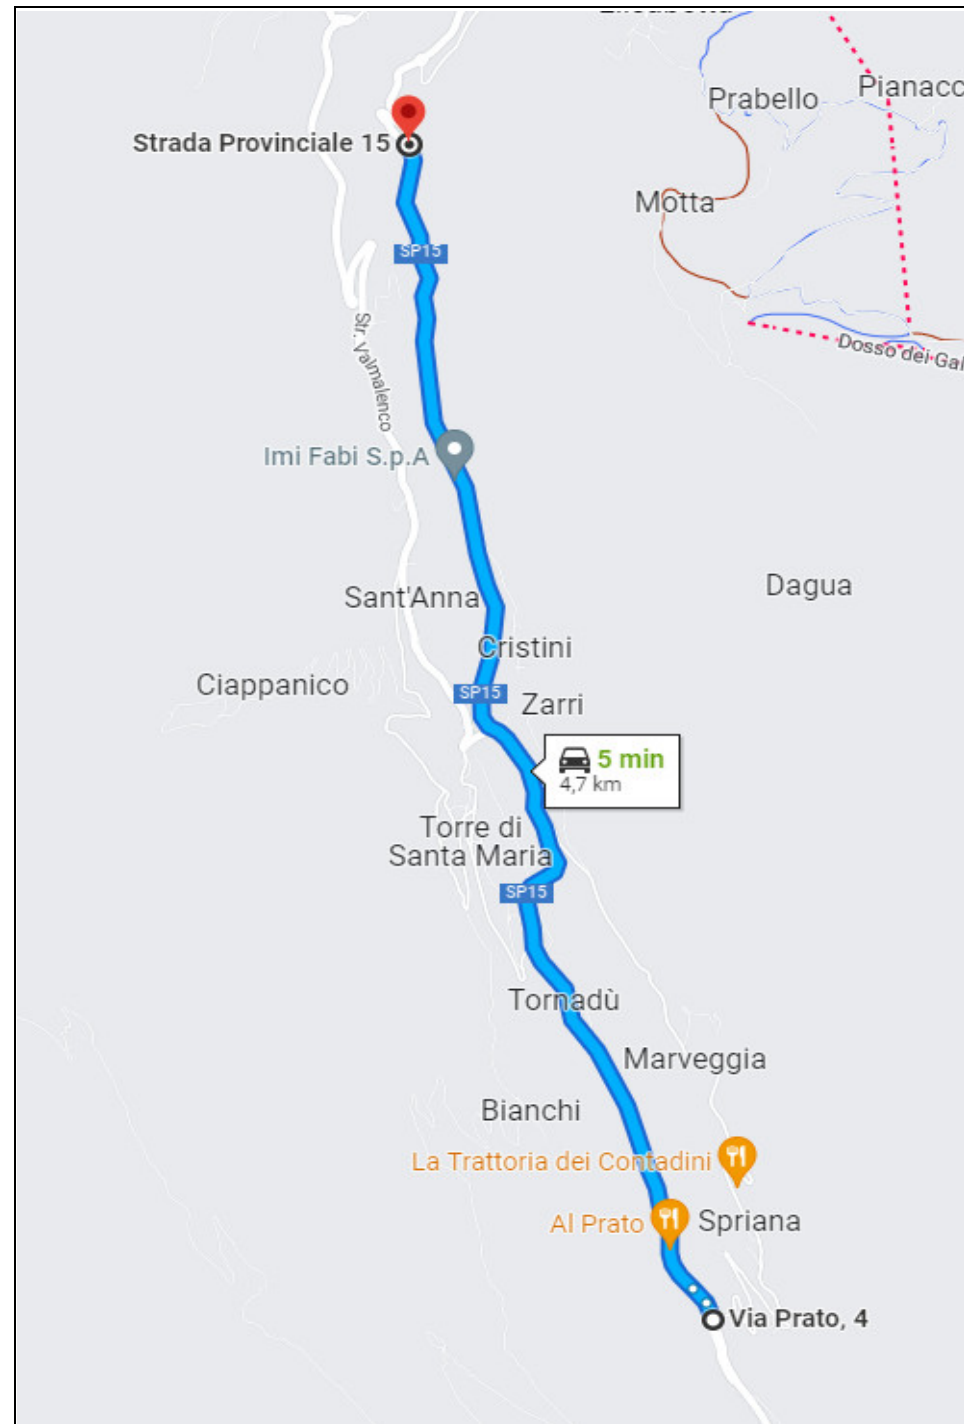 Prabello
Pianacc
Strada Provinciale 15
Motta
SP15
Str. Valmalenco
Dosso dei Gai
Imi Fabi S.p.A
Dagua
Sant'Anna
Cristini
Ciappanico
SP15
Zarri
5 min
4,7 km
Torre di
Santa Maria
SP15
Tornadù
Marveggia
Bianchi
La Trattoria dei Contadini
Al Prato
Spriana
Via Prato, 4